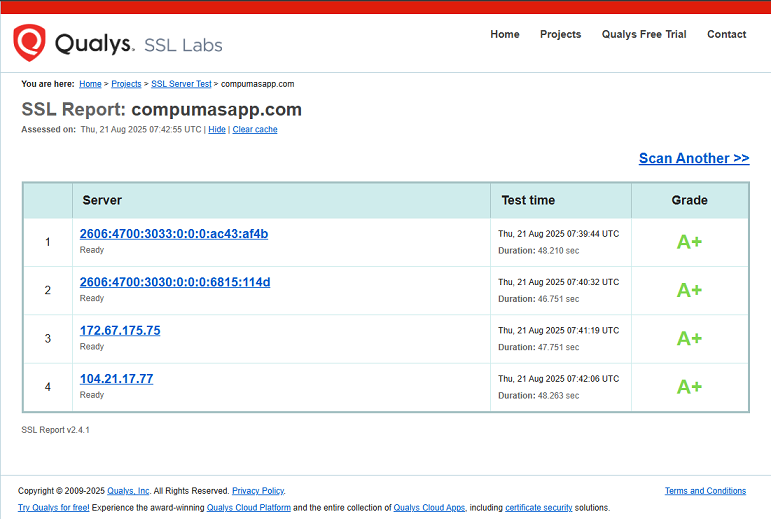 Qualys. SSL Labs
Home Projects Qualys Free Trial Contact
You are here: Home > Projects > SSL Server Test > compumasapp.com
SSL Report: compumasapp.com
Assessed on: Thu, 21 Aug 2025 07:42:55 UTC | Hide | Clear cache
Scan Another >>
Server Test time Grade
1 2606:4700:3033:0:0:0:ac43:af4b Thu, 21 Aug 2025 07:39:44 UTC A+
Ready Duration: 48.210 sec
2 2606:4700:3030:0:0:0:6815:114d Thu, 21 Aug 2025 07:40:32 UTC A+
Ready Duration: 46.751 sec
3 172.67.175.75 Thu, 21 Aug 2025 07:41:19 UTC A+
Ready Duration: 47.751 sec
4 104.21.17.77 Thu, 21 Aug 2025 07:42:06 UTC A+
Ready Duration: 48.263 sec
SSL Report v2.4.1
Copyright © 2009-2025 Qualys, Inc. All Rights Reserved. Privacy Policy. Terms and Conditions
Try Qualys for free! Experience the award-winning Qualys Cloud Platform and the entire collection of Qualys Cloud Apps, including certificate security solutions.